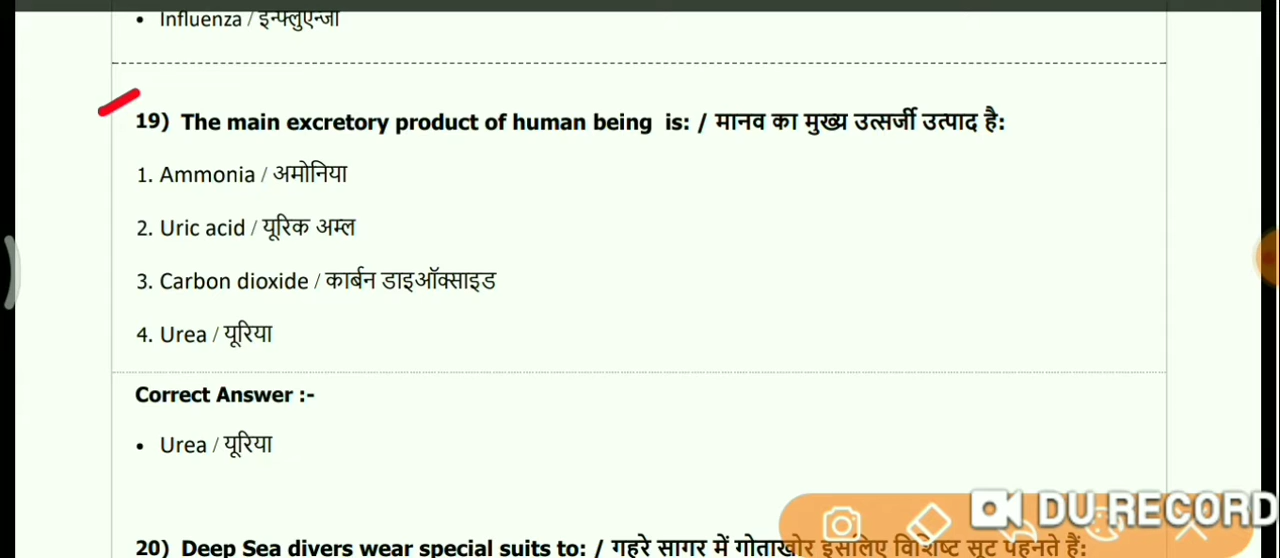 • Influenza / इन्फ्लुएन्जा
19) The main excretory product of human being is: / मानव का मुख्य उत्सर्जी उत्पाद है:
1. Ammonia / अमोनिया
2. Uric acid / यूरिक अम्ल
3. Carbon dioxide / कार्बन डाइऑक्साइड
4. Urea / यूरिया
Correct Answer :-
• Urea / यूरिया
DU RECORD
20) Deep Sea divers wear special suits to: / गहरे सागर में गोताखोर इसलिए विशिष्ट सूट पहनते हैं: